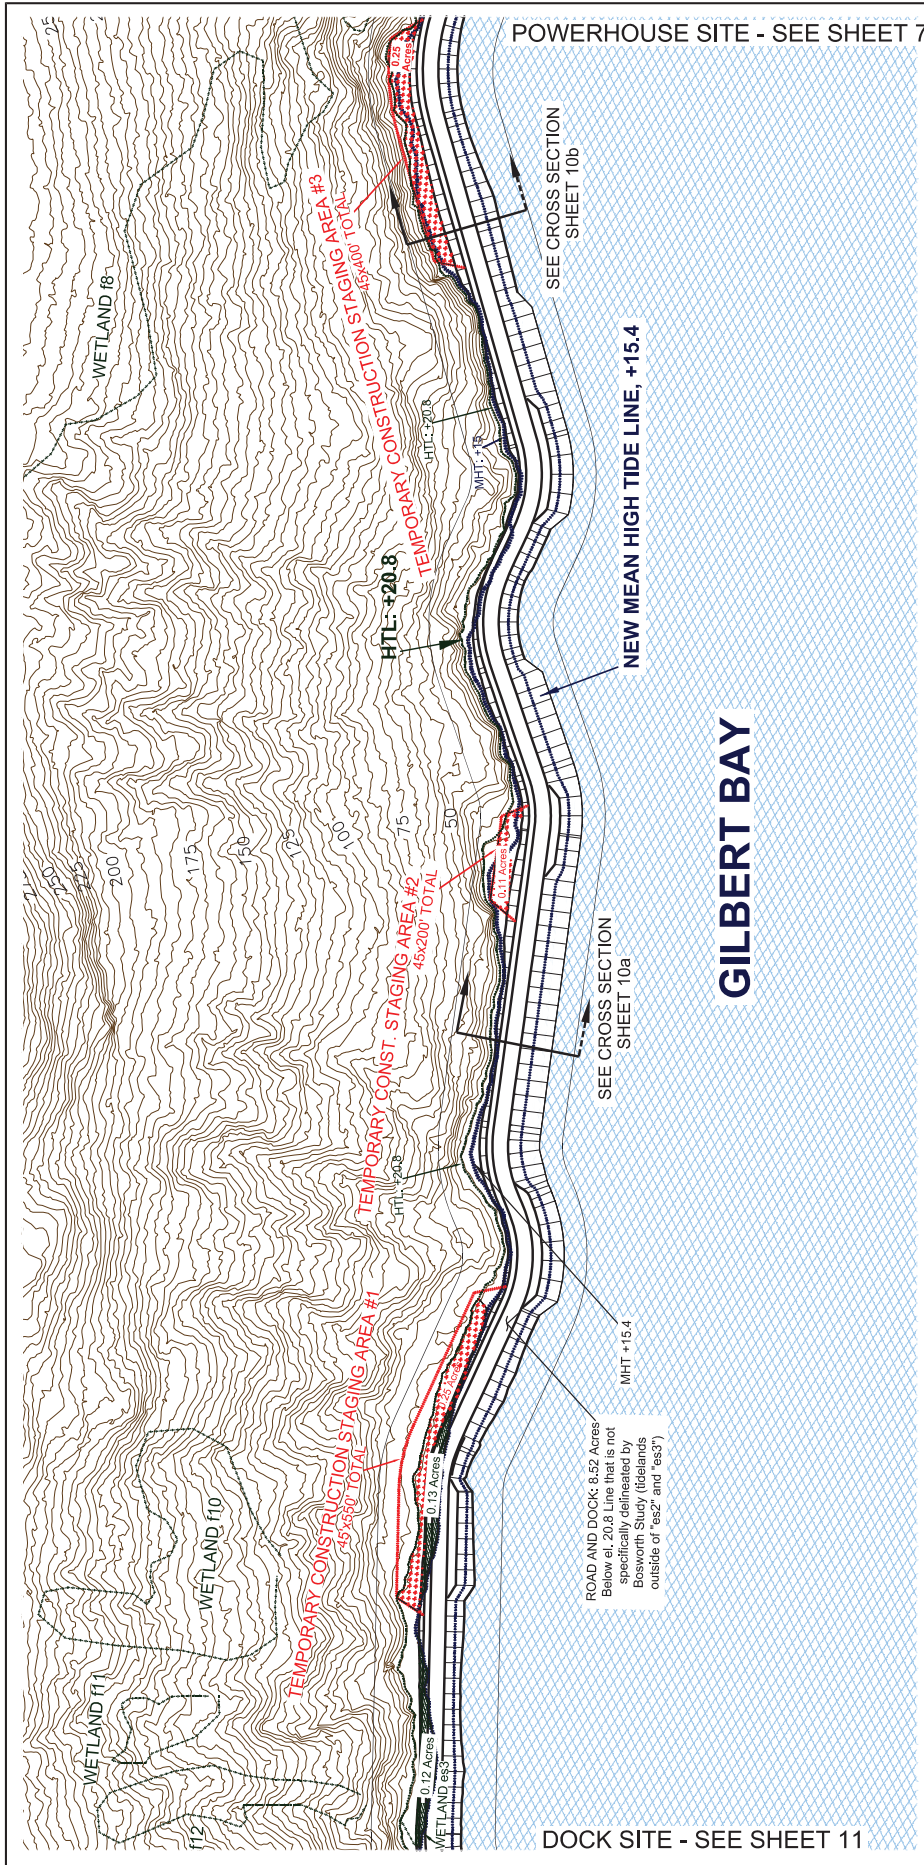 POWERHOUSE SITE - SEE SHEET 7
0.25
Acres
WETLAND f8
TEMPORARY CONSTRUCTION STAGING AREA #3
45x400' TOTAL
SEE CROSS SECTION
SHEET 10b
HTL: +20.8
MHT: +15
HTL: +20.8
NEW MEAN HIGH TIDE LINE, +15.4
GILBERT BAY
250
225
200
175
150
125
100
75
50
0.11 Acres
TEMPORARY CONST. STAGING AREA #2
45x200' TOTAL
SEE CROSS SECTION
SHEET 10a
HTL: +20.8
MHT +15.4
TEMPORARY CONSTRUCTION STAGING AREA #1
45'x550' TOTAL
0.25 Acres
0.13 Acres
ROAD AND DOCK: 8.52 Acres
Below el. 20.8 Line that is not
specifically delineated by
Bosworth Study (tidelands
outside of "es2" and "es3")
WETLAND f10
WETLAND f11
f12
0.12 Acres
WETLAND es3
DOCK SITE - SEE SHEET 11